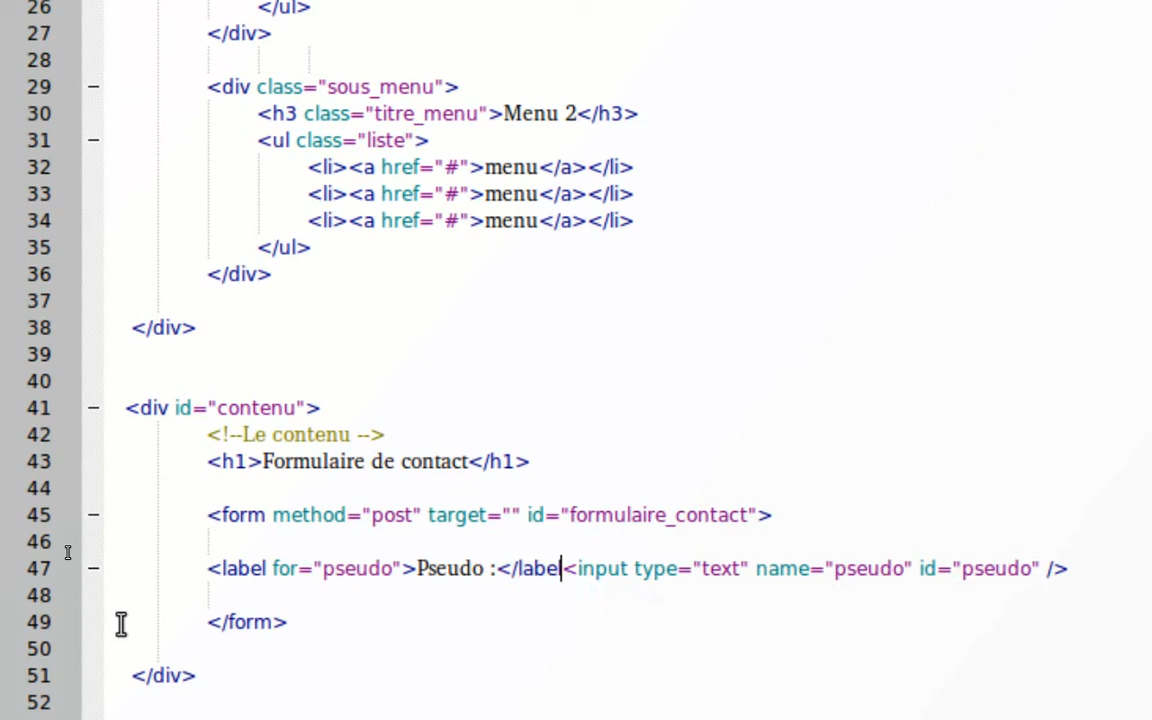 26 </ul>
27 </div>
28
29 <div class="sous_menu">
30 <h3 class="titre_menu">Menu 2</h3>
31 <ul class="liste">
32 <li><a href="#">menu</a></li>
33 <li><a href="#">menu</a></li>
34 <li><a href="#">menu</a></li>
35 </ul>
36 </div>
37
38 </div>
39
40
41 <div id="contenu">
42 <!--Le contenu -->
43 <h1>Formulaire de contact</h1>
44
45 <form method="post" target="" id="formulaire_contact">
46
47 <label for="pseudo">Pseudo :</label<input type="text" name="pseudo" id="pseudo" />
48
49 </form>
50
51 </div>
52